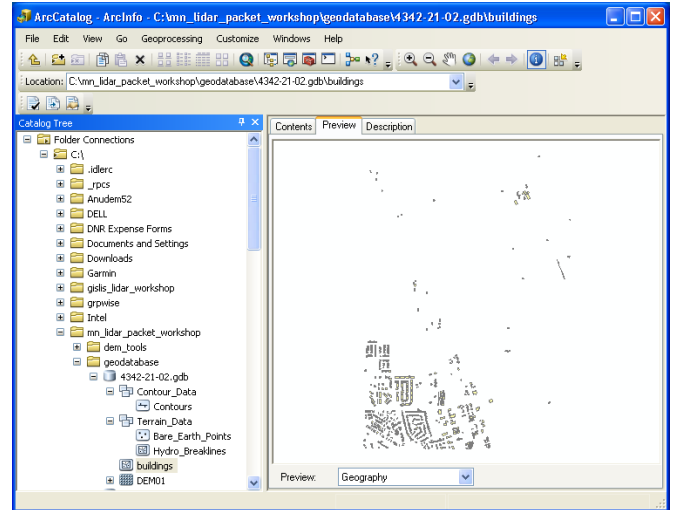 ArcCatalog - ArcInfo - C:\mn_lidar_packet_workshop\geodatabase\4342-21-02.gdb\buildings
File Edit View Go Geoprocessing Customize Windows Help
Location: C:\mn_lidar_packet_workshop\geodatabase\4342-21-02.gdb\buildings
Catalog Tree
Contents Preview Description
Folder Connections
C:\
.idlerc
_rpcs
Anudem52
DELL
DNR Expense Forms
Documents and Settings
Downloads
Garmin
gislis_lidar_workshop
grpwise
Intel
mn_lidar_packet_workshop
dem_tools
geodatabase
4342-21-02.gdb
Contour_Data
Contours
Terrain_Data
Bare_Earth_Points
Hydro_Breaklines
buildings
DEM01
Preview: Geography